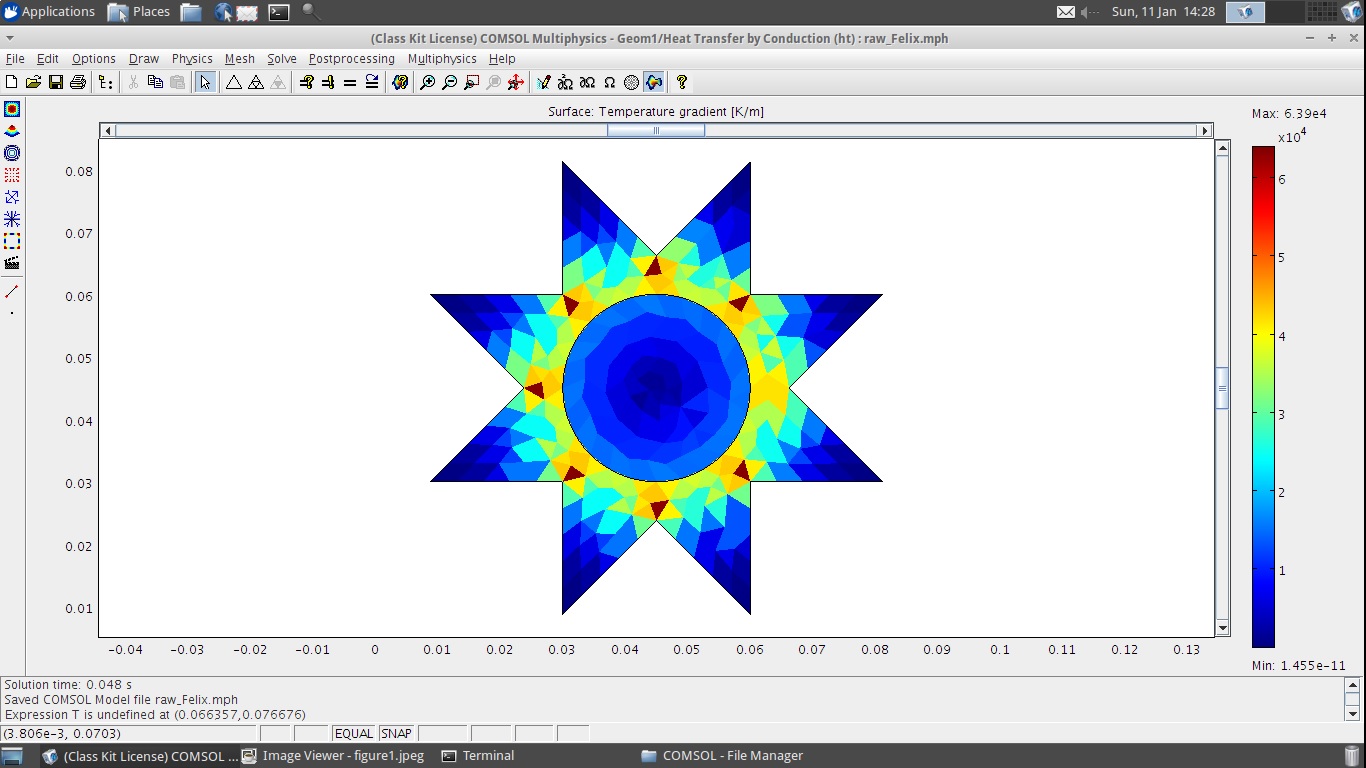 Applications Places Sun, 11 Jan 14:28
(Class Kit License) COMSOL Multiphysics - Geom1/Heat Transfer by Conduction (ht) : raw_Felix.mph
File Edit Options Draw Physics Mesh Solve Postprocessing Multiphysics Help
Surface: Temperature gradient [K/m]
Max: 6.39e4
x10^4
0.08
0.07
0.06
0.05
0.04
0.03
0.02
0.01
6
5
4
3
2
1
-0.04 -0.03 -0.02 -0.01 0 0.01 0.02 0.03 0.04 0.05 0.06 0.07 0.08 0.09 0.1 0.11 0.12 0.13
Min: 1.455e-11
Solution time: 0.048 s
Saved COMSOL Model file raw_Felix.mph
Expression T is undefined at (0.066357,0.076676)
(3.806e-3, 0.0703) EQUAL SNAP
(Class Kit License) COMSOL ... Image Viewer - figure1.jpeg Terminal COMSOL - File Manager